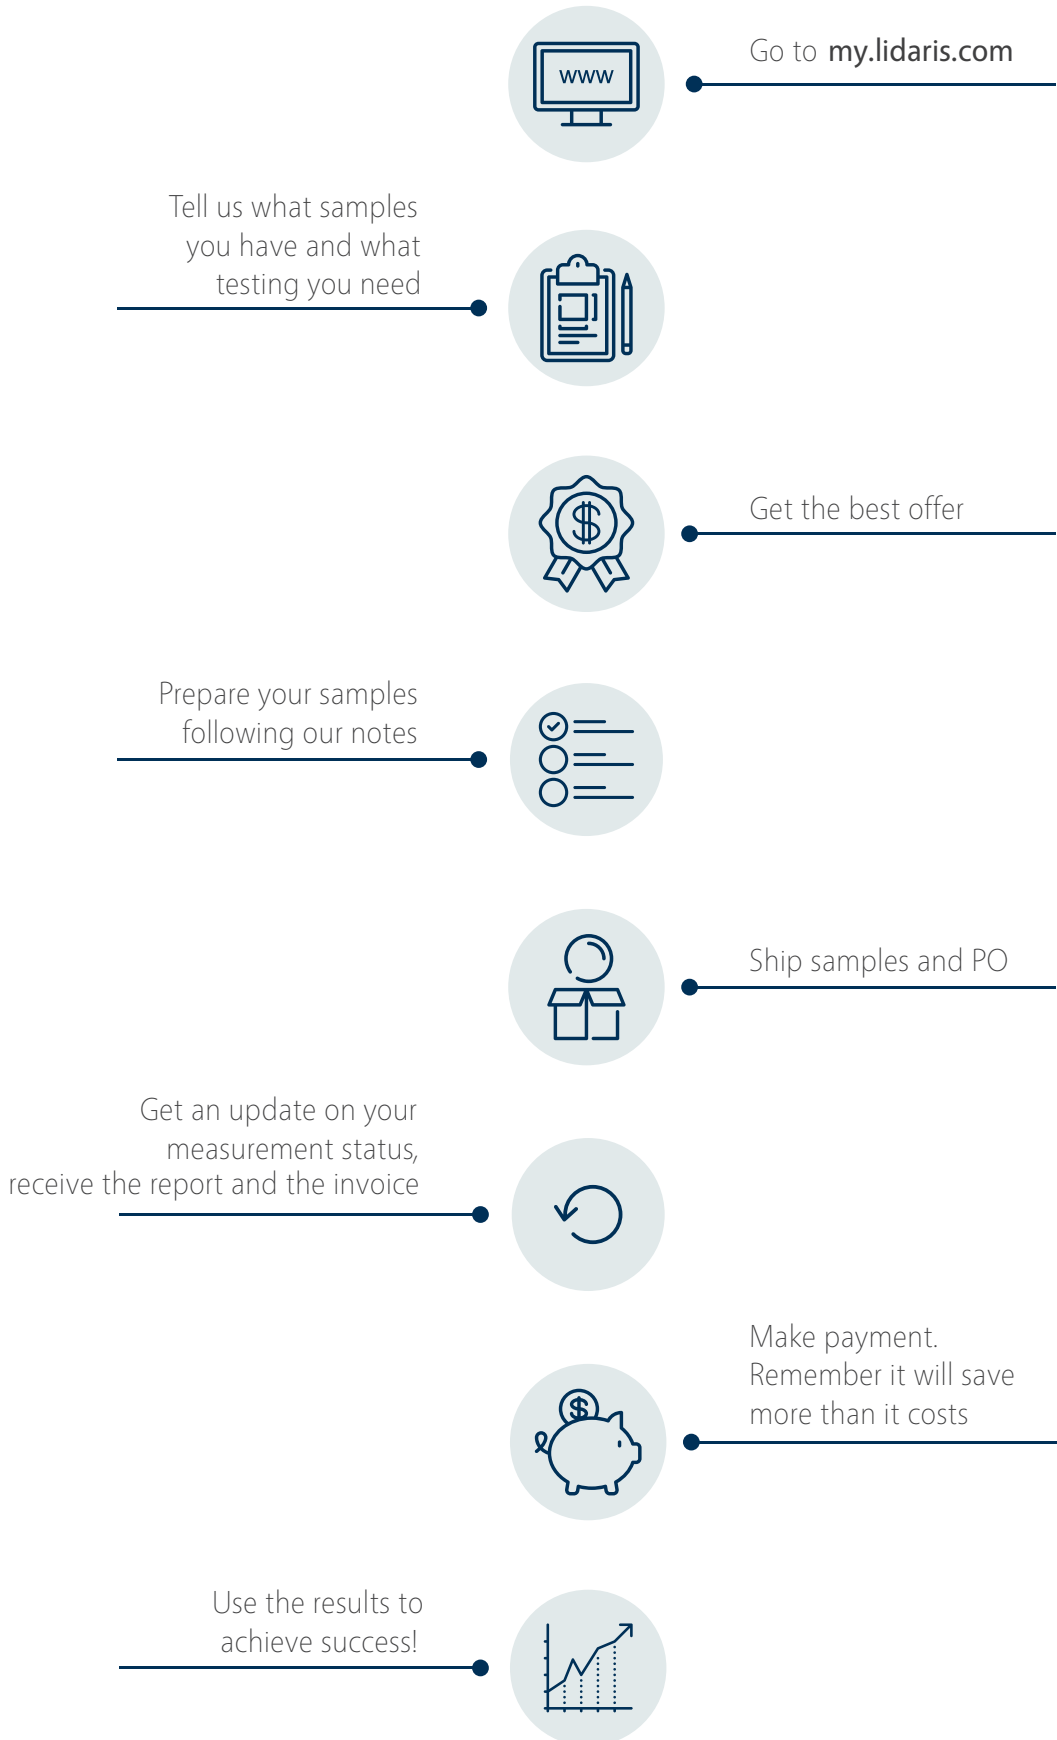 www
Go to my.lidaris.com
Tell us what samples
you have and what
testing you need
$
Get the best offer
Prepare your samples
following our notes
Ship samples and PO
Get an update on your
measurement status,
receive the report and the invoice
Make payment.
Remember it will save
more than it costs
$
Use the results to
achieve success!